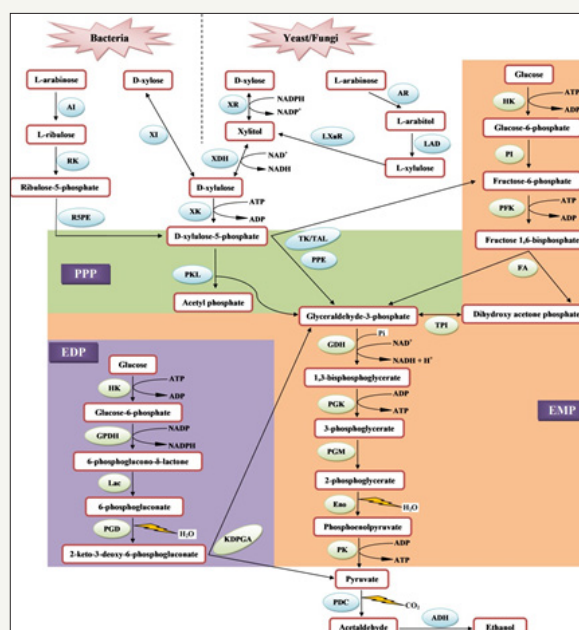 Bacteria
Yeast/Fungi
L-arabinose
D-xylose
D-xylose
L-arabinose
Glucose
AI
XI
XR
NADPH
NADP+
AR
HK
ATP
ADP
L-ribulose
Xylitol
LXuR
L-arabitol
Glucose-6-phosphate
RK
XDH
NAD+
NADH
LAD
PI
Ribulose-5-phosphate
D-xylulose
L-xylulose
Fructose-6-phosphate
R5PE
XK
ATP
ADP
PFK
ATP
ADP
D-xylulose-5-phosphate
TK/TAL
PPE
Fructose 1,6-bisphosphate
PPP
PKL
FA
Acetyl phosphate
Glyceraldehyde-3-phosphate
TPI
Dihydroxy acetone phosphate
EDP
GDH
Pi
NAD+
NADH + H+
Glucose
1,3-bisphosphoglycerate
HK
ATP
ADP
PGK
ADP
ATP
EMP
Glucose-6-phosphate
3-phosphoglycerate
GPDH
NADP
NADPH
PGM
6-phosphoglucono-δ-lactone
2-phosphoglycerate
Lac
Eno
H2O
6-phosphogluconate
Phosphoenolpyruvate
PGD
H2O
KDPGA
PK
ADP
ATP
2-keto-3-deoxy-6-phosphogluconate
Pyruvate
PDC
CO2
Acetaldehyde
ADH
Ethanol